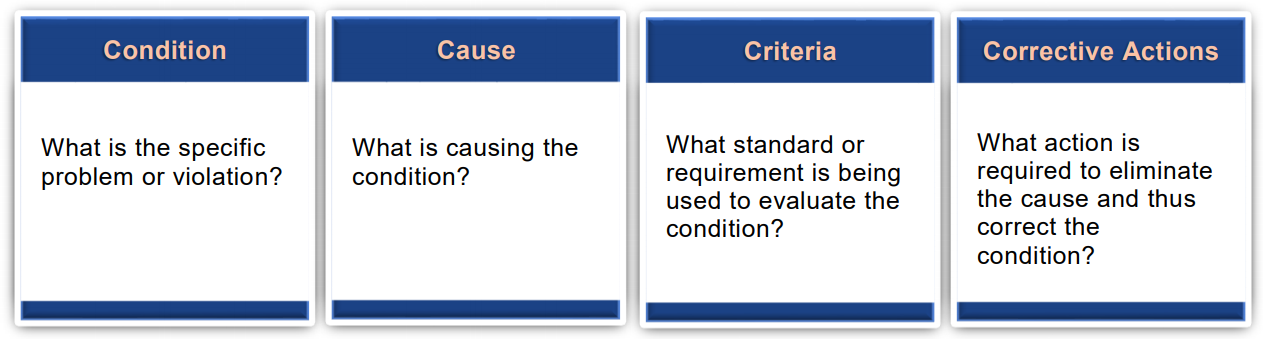 Condition
What is the specific
problem or violation?
Cause
What is causing the
condition?
Criteria
What standard or
requirement is being
used to evaluate the
condition?
Corrective Actions
What action is
required to eliminate
the cause and thus
correct the
condition?